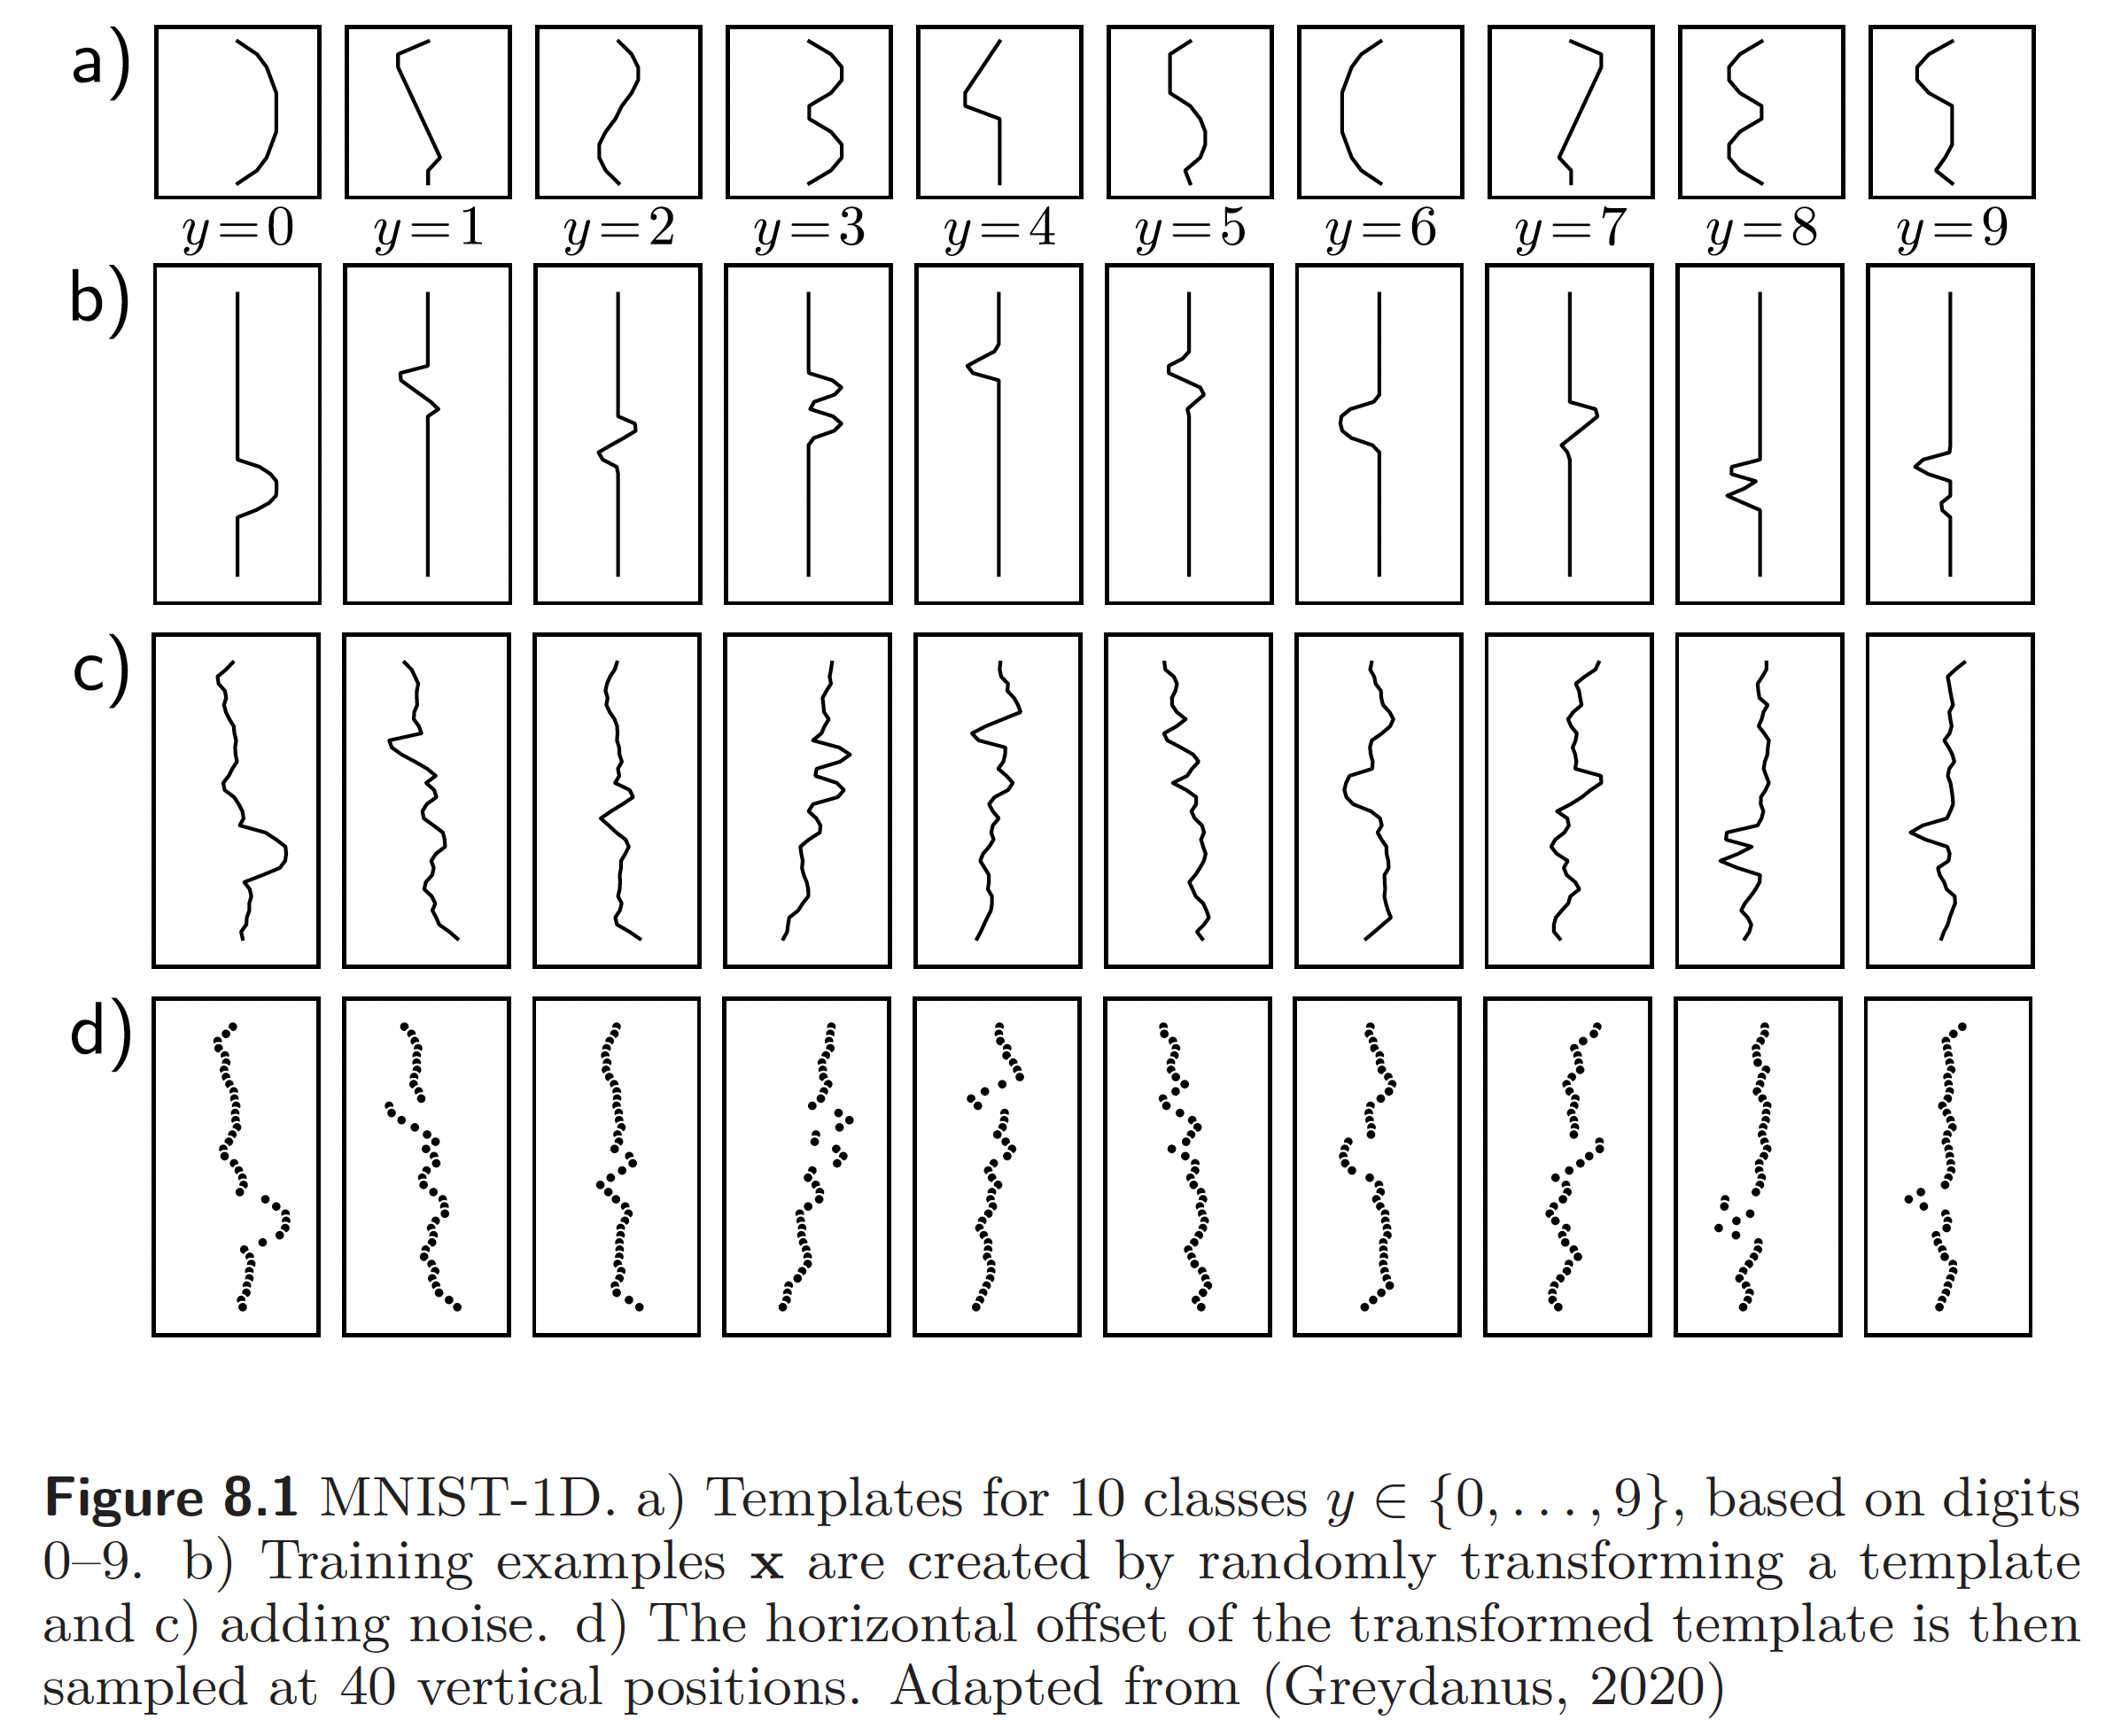 a)
y=0 y=1 y=2 y=3 y=4 y=5 y=6 y=7 y=8 y=9
b)
c)
d)
Figure 8.1 MNIST-1D. a) Templates for 10 classes y ∈ {0, . . . , 9}, based on digits
0–9. b) Training examples x are created by randomly transforming a template
and c) adding noise. d) The horizontal offset of the transformed template is then
sampled at 40 vertical positions. Adapted from (Greydanus, 2020)